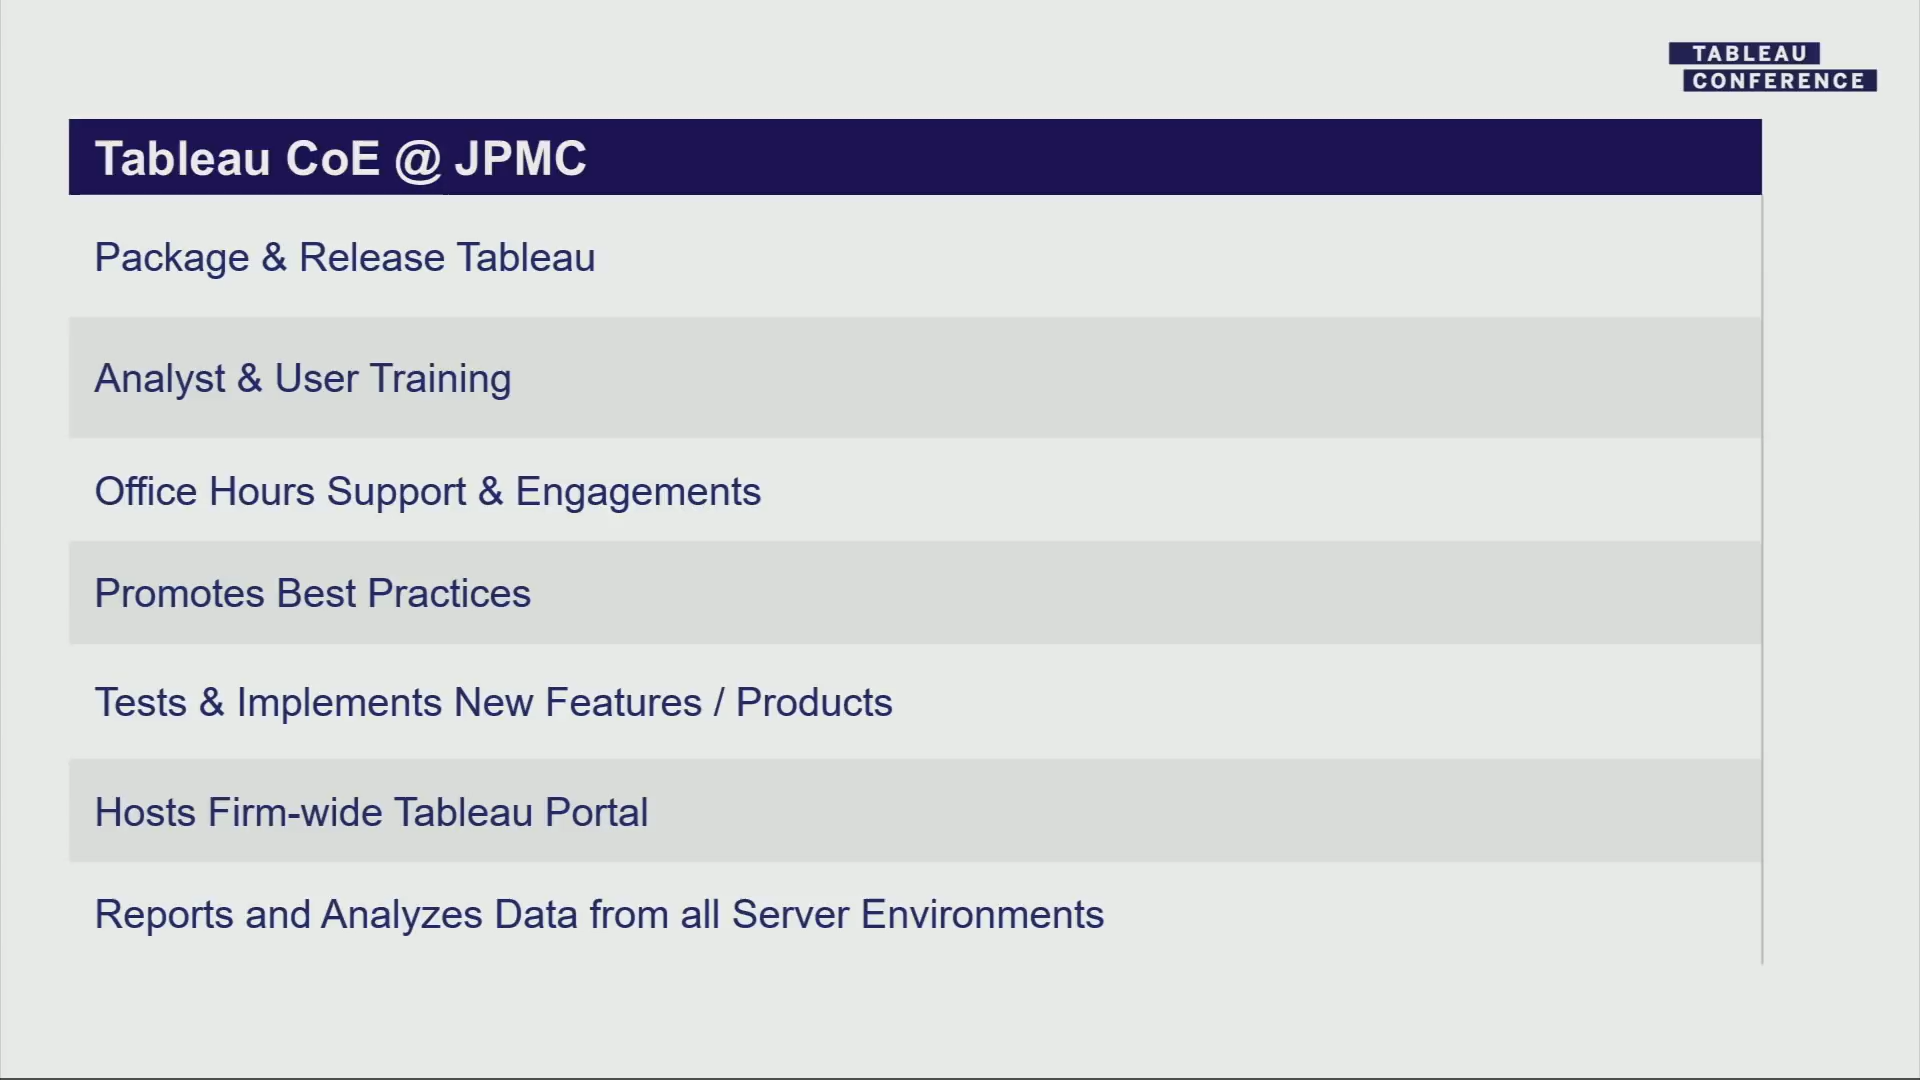 TABLEAU
CONFERENCE
Tableau CoE @ JPMC
Package & Release Tableau
Analyst & User Training
Office Hours Support & Engagements
Promotes Best Practices
Tests & Implements New Features / Products
Hosts Firm-wide Tableau Portal
Reports and Analyzes Data from all Server Environments